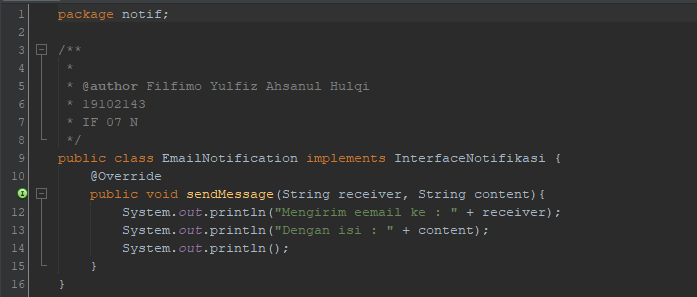 1 package notif;
2
3 /**
4 *
5 * @author Filfimo Yulfiz Ahsanul Hulqi
6 * 19102143
7 * IF 07 N
8 */
9 public class EmailNotification implements InterfaceNotifikasi {
10 @Override
public void sendMessage(String receiver, String content){
12 System.out.println("Mengirim eemail ke : " + receiver);
13 System.out.println("Dengan isi : " + content);
14 System.out.println();
15 }
16 }